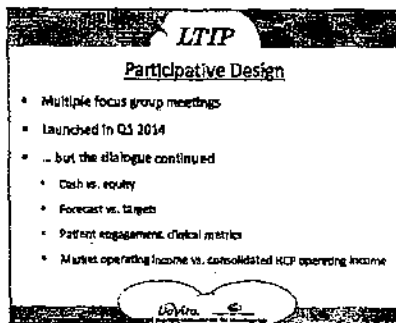 LTIP
Participative Design
• Multiple focus group meetings
• Launched in Q3 2014
• ... but the dialogue continued
• Cash vs. equity
• Forecast vs. targets
• Patient engagement, clinical metrics
• Market operating income vs. consolidated HCP operating income
DaVita.